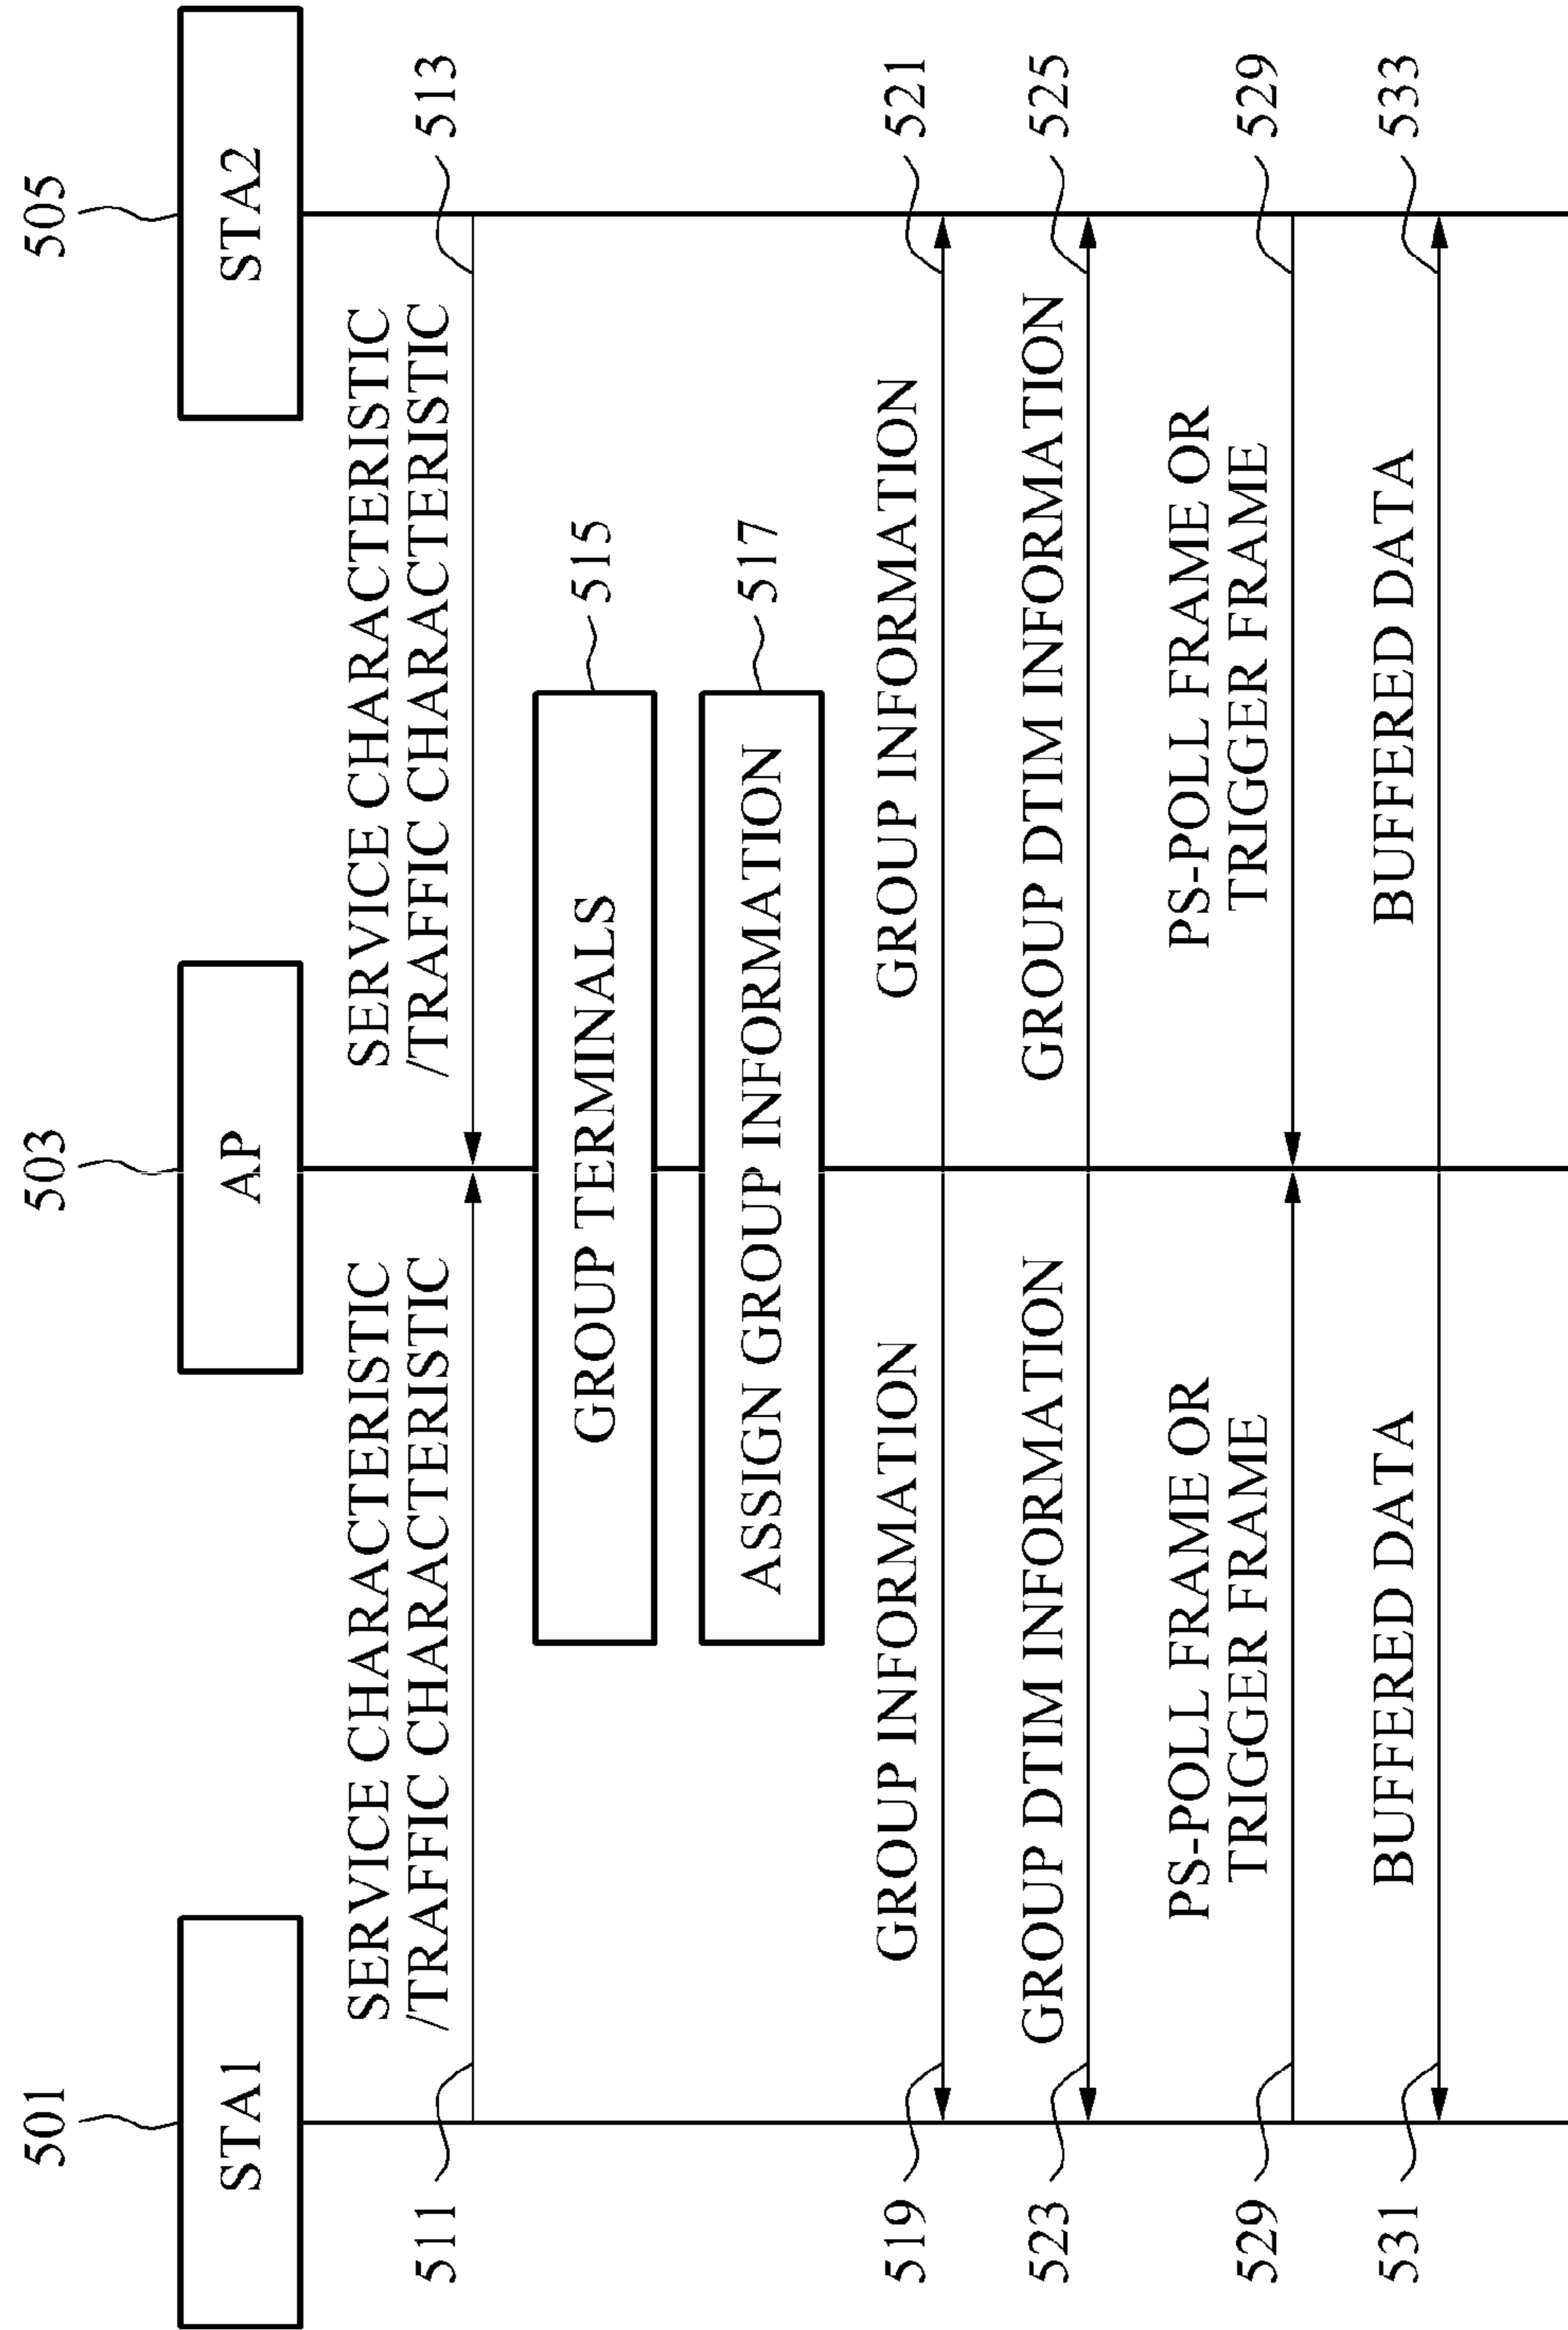 501
503
505
STA1
AP
STA2
SERVICE CHARACTERISTIC
/TRAFFIC CHARACTERISTIC
SERVICE CHARACTERISTIC
/TRAFFIC CHARACTERISTIC
511
513
GROUP TERMINALS
515
ASSIGN GROUP INFORMATION
517
GROUP INFORMATION
GROUP INFORMATION
519
521
GROUP DTIM INFORMATION
GROUP DTIM INFORMATION
523
525
PS-POLL FRAME OR
TRIGGER FRAME
PS-POLL FRAME OR
TRIGGER FRAME
529
529
BUFFERED DATA
BUFFERED DATA
531
533